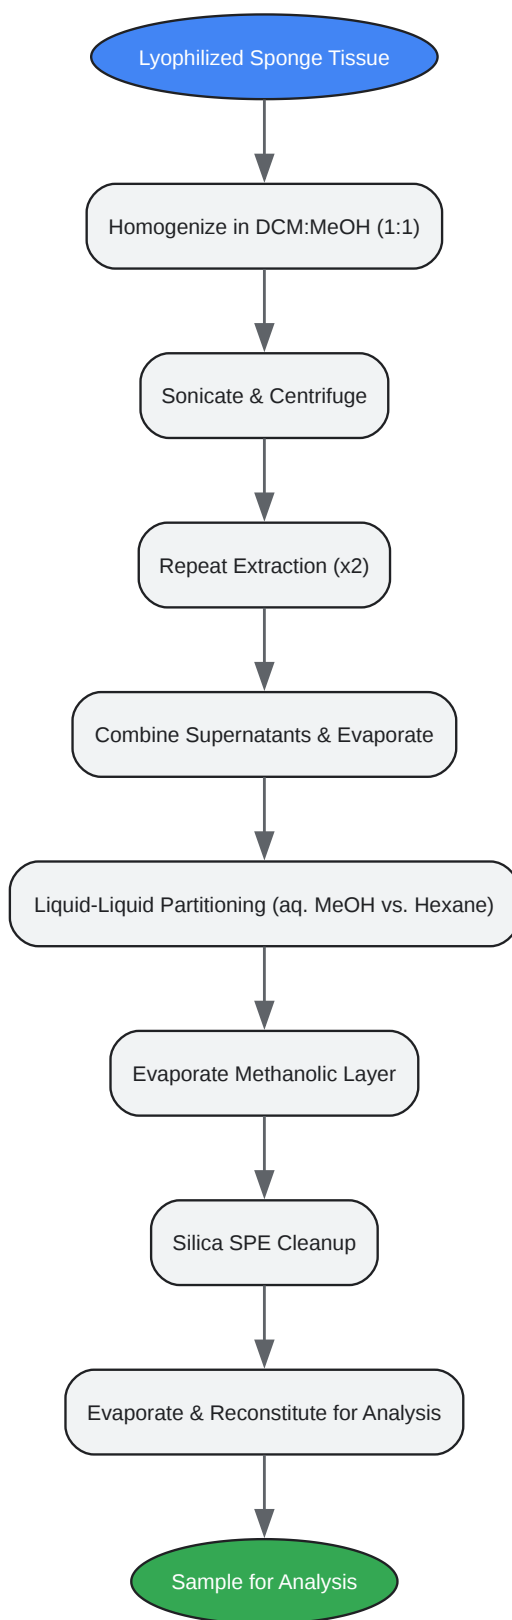 Lyophilized Sponge Tissue
Homogenize in DCM:MeOH (1:1)
Sonicate & Centrifuge
Repeat Extraction (x2)
Combine Supernatants & Evaporate
Liquid-Liquid Partitioning (aq. MeOH vs. Hexane)
Evaporate Methanolic Layer
Silica SPE Cleanup
Evaporate & Reconstitute for Analysis
Sample for Analysis